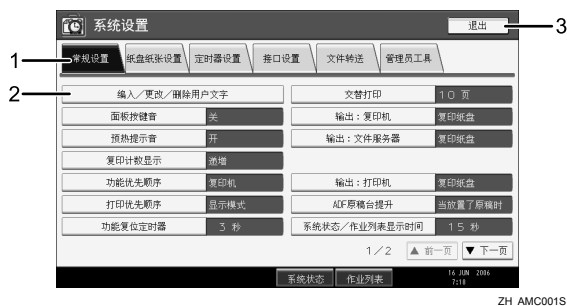 系统设置
退出
3
1
常规设置 纸盘纸张设置 定时器设置 接口设置 文件转送 管理员工具
2
编入／更改／删除用户文字 交替打印 10 页
面板按键音 关 输出：复印机 复印纸盘
预热提示音 开 输出：文件服务器 复印纸盘
复印计数显示 递增
功能优先顺序 复印机 输出：打印机 复印纸盘
打印优先顺序 显示模式 ADF原稿台提升 当放置了原稿时
功能复位定时器 3 秒 系统状态／作业列表显示时间 15 秒
1／2 ▲ 前一页 ▼ 下一页
系统状态 作业列表 16 JUN 2006
7:18
ZH AMC001S